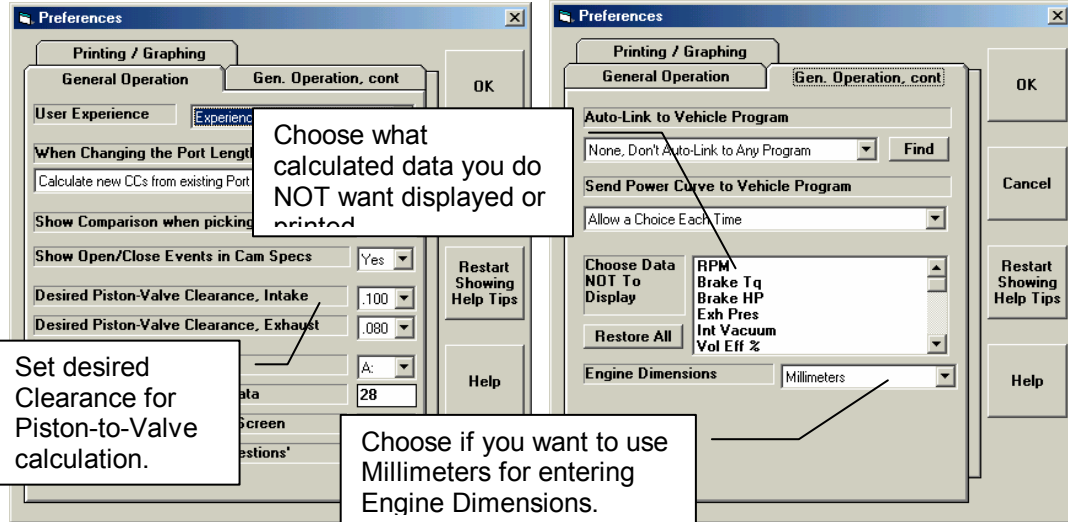 Preferences
Printing / Graphing
General Operation
Gen. Operation, cont
OK
User Experience
When Changing the Port Length
Calculate new CCs from existing Port
Show Comparison when picking
Show Open/Close Events in Cam Specs
Yes
Restart
Showing
Help Tips
Desired Piston-Valve Clearance, Intake
.100
Desired Piston-Valve Clearance, Exhaust
.080
A:
28
Help
Screen
Choose what
calculated data you do
NOT want displayed or
printed
Set desired
Clearance for
Piston-to-Valve
calculation.
Preferences
Printing / Graphing
General Operation
Gen. Operation, cont
OK
Auto-Link to Vehicle Program
None, Don't Auto-Link to Any Program
Find
Cancel
Send Power Curve to Vehicle Program
Allow a Choice Each Time
Choose Data
NOT To
Display
Restore All
RPM
Brake Tq
Brake HP
Exh Pres
Int Vacuum
Vol Eff %
Restart
Showing
Help Tips
Engine Dimensions
Millimeters
Help
Choose if you want to use
Millimeters for entering
Engine Dimensions.